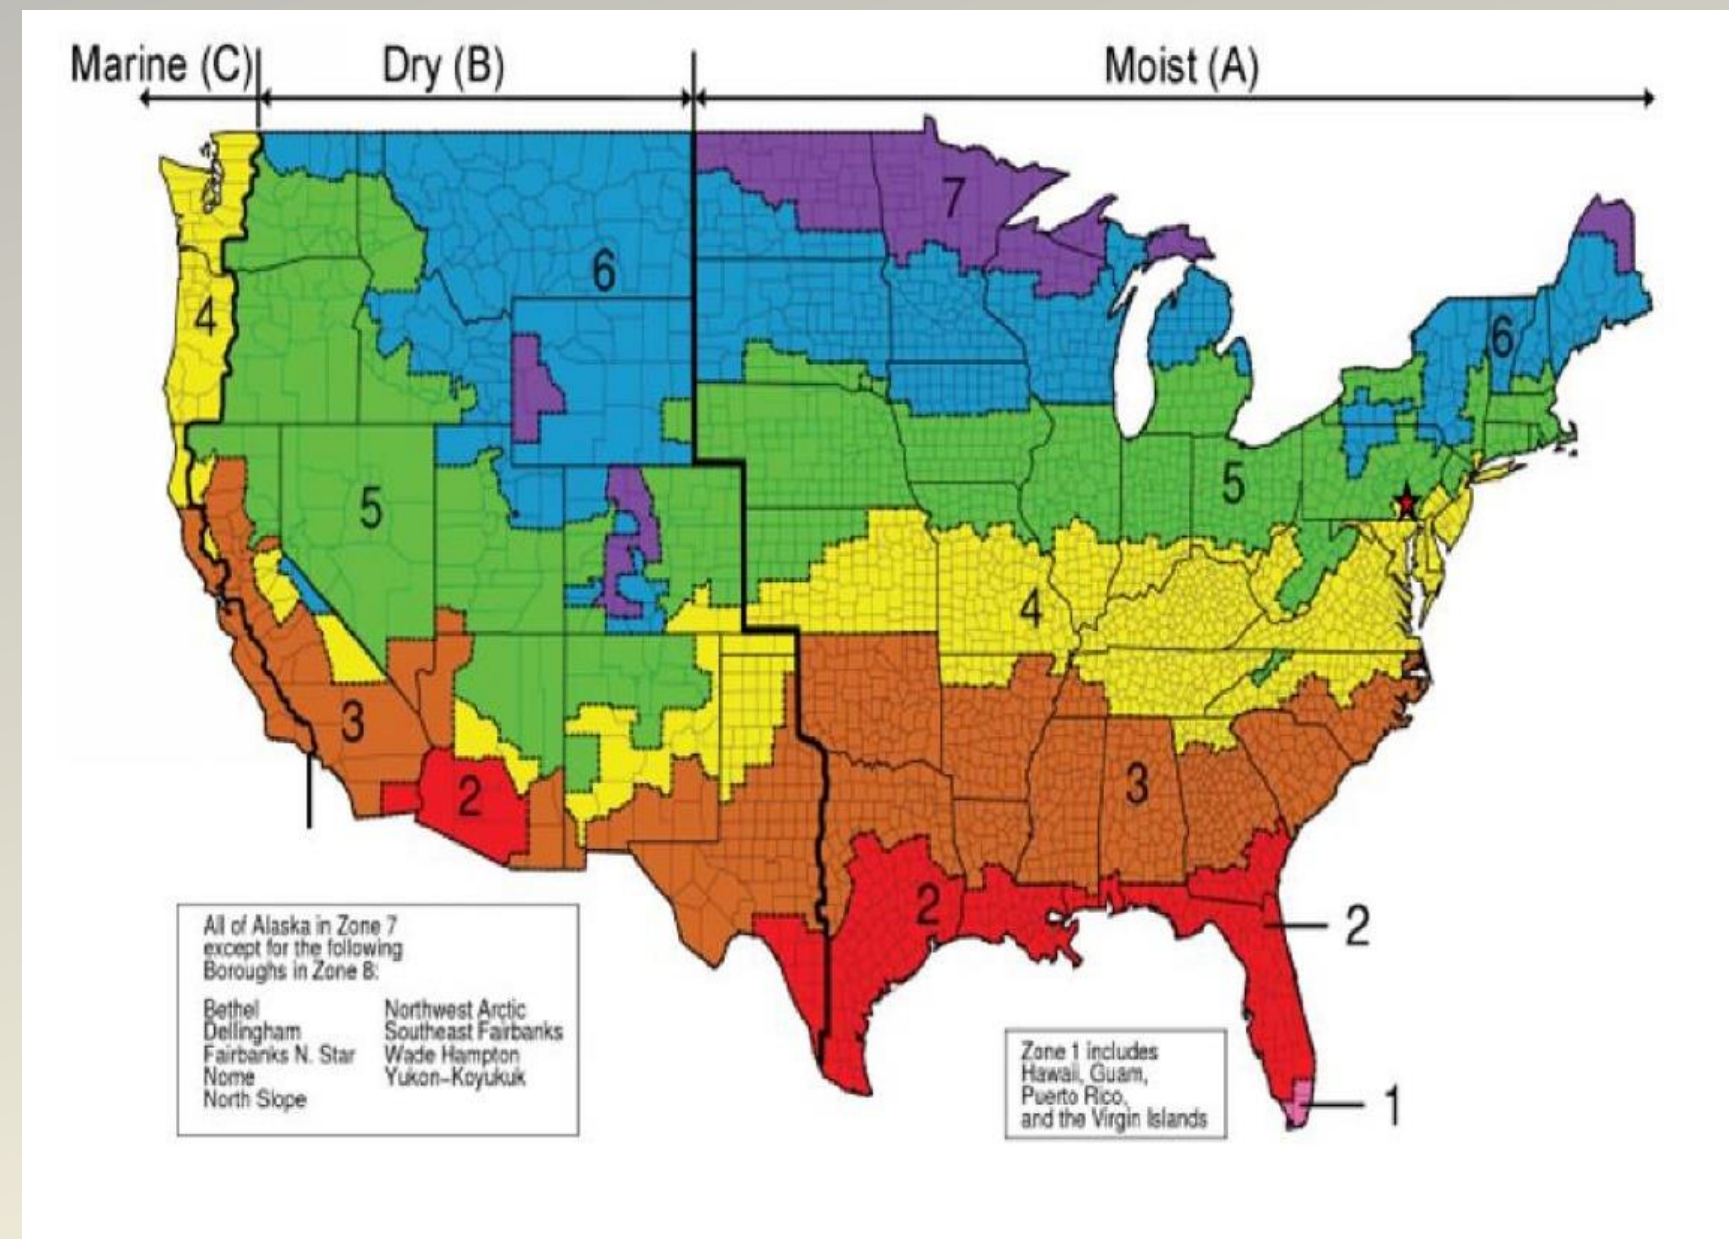 Marine (C)
Dry (B)
Moist (A)
7
6
4
6
5
5
4
3
3
2
2
2
1
All of Alaska in Zone 7
except for the following
Boroughs in Zone 8:
Bethel
Dellingham
Fairbanks N. Star
Nome
North Slope
Northwest Arctic
Southeast Fairbanks
Wade Hampton
Yukon-Koyukuk
Zone 1 includes
Hawaii, Guam,
Puerto Rico,
and the Virgin Islands